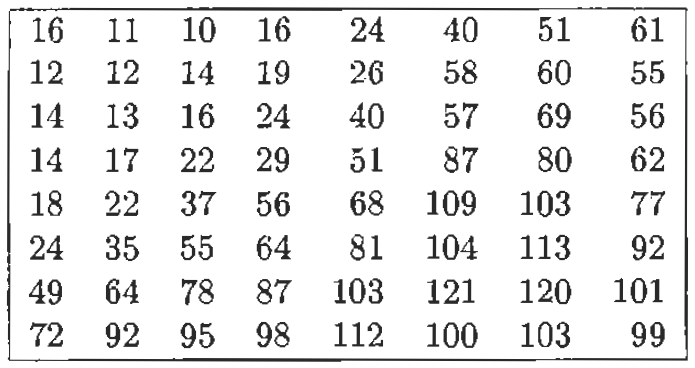 16 11 10 16 24 40 51 61
12 12 14 19 26 58 60 55
14 13 16 24 40 57 69 56
14 17 22 29 51 87 80 62
18 22 37 56 68 109 103 77
24 35 55 64 81 104 113 92
49 64 78 87 103 121 120 101
72 92 95 98 112 100 103 99